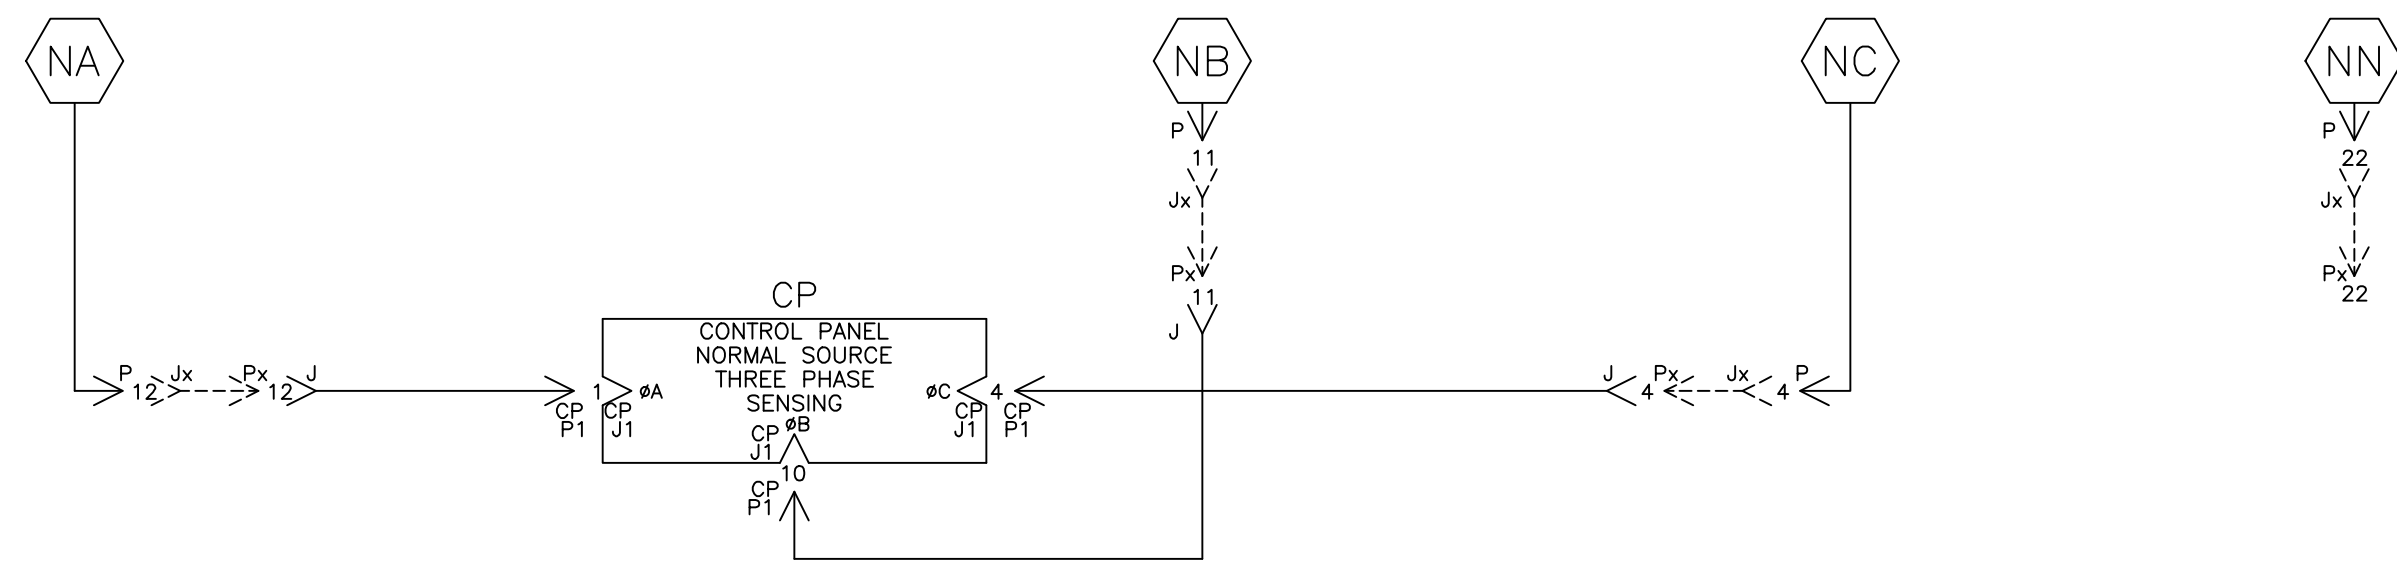 NA
NB
NC
NN
P
P
11
22
Jx
Jx
Px
Px
11
22
CP
J
CONTROL PANEL
NORMAL SOURCE
THREE PHASE
SENSING
P 12 Jx Px 12 J
1 øA
øC 4
J 4 Px Jx 4 P
CP CP
P1 J1
CP CP
J1 P1
øB
CP
J1
10
CP
P1